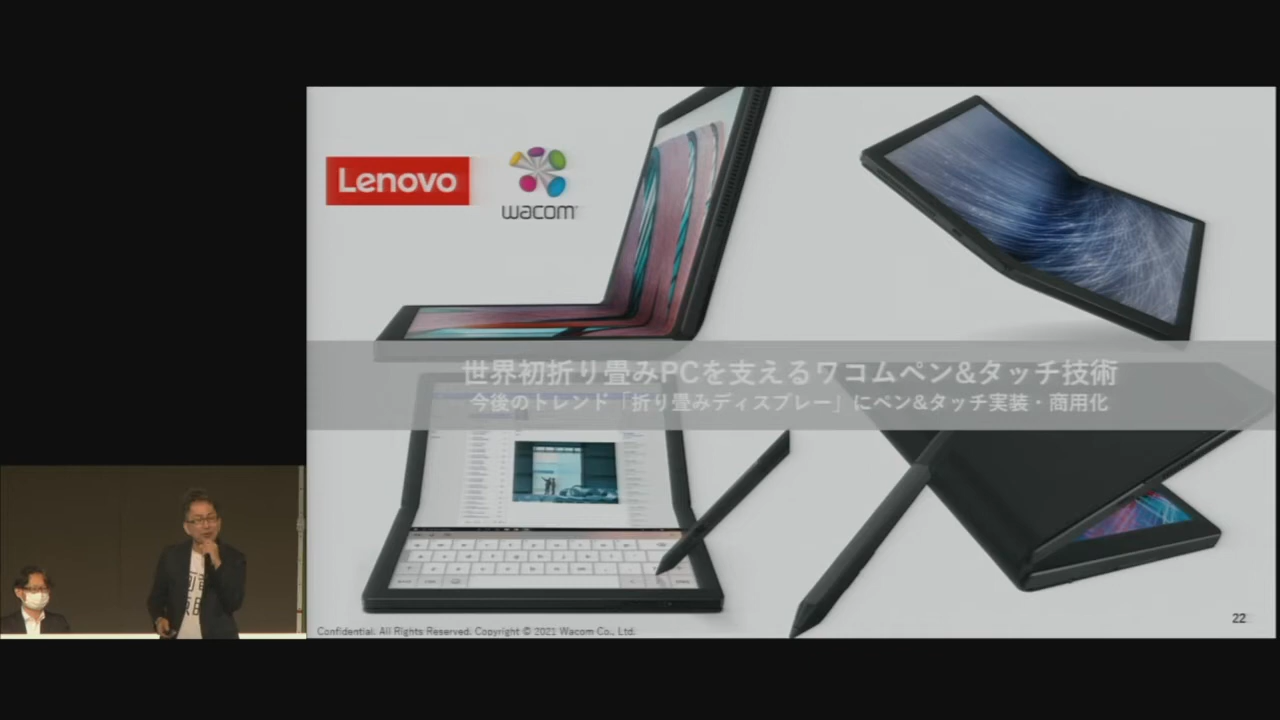 Lenovo
wacom
世界初折り畳みPCを支えるワコムペン&タッチ技術
今後のトレンド「折り畳みディスプレー」にペン&タッチ実装・商用化
Confidential. All Rights Reserved. Copyright © 2021 Wacom Co., Ltd.
22